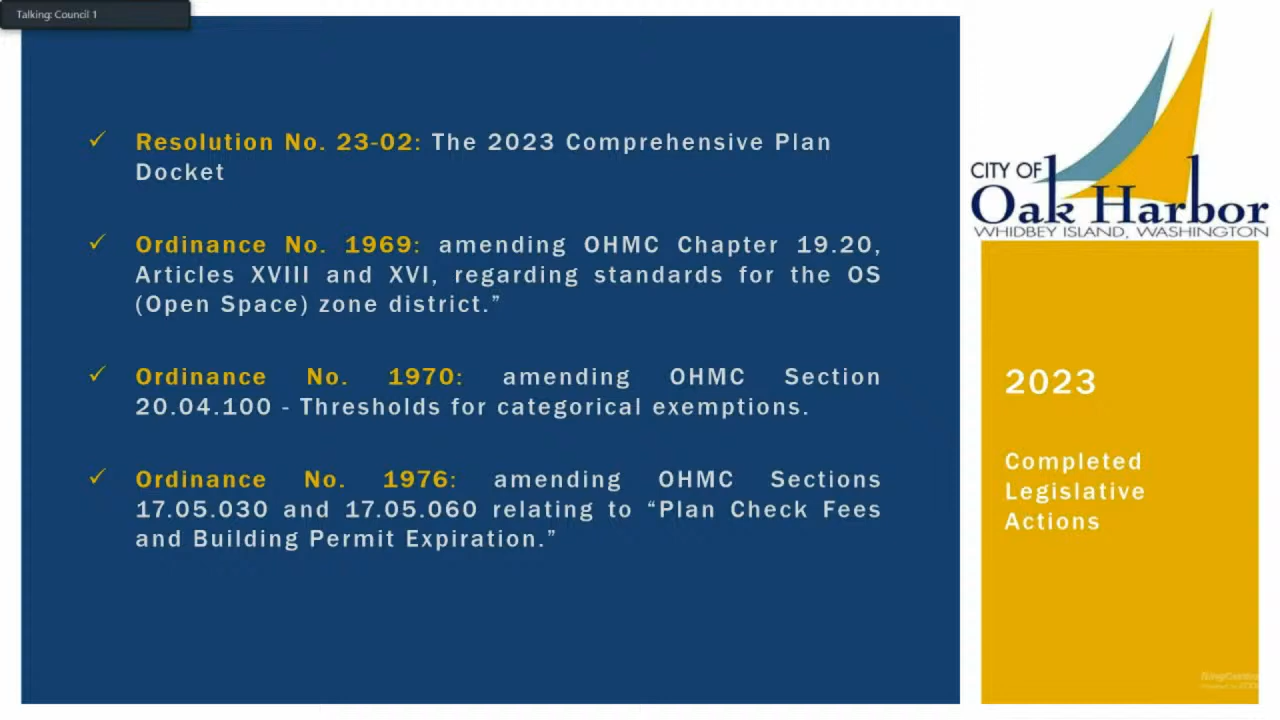 Talking: Council 1
Resolution No. 23-02: The 2023 Comprehensive Plan
Docket
Ordinance No. 1969: amending OHMC Chapter 19.20,
Articles XVIII and XVI, regarding standards for the OS
(Open Space) zone district.”
Ordinance No. 1970: amending OHMC Section
20.04.100 - Thresholds for categorical exemptions.
Ordinance No. 1976: amending OHMC Sections
17.05.030 and 17.05.060 relating to “Plan Check Fees
and Building Permit Expiration.”
CITY OF
Oak Harbor
WHIDBEY ISLAND, WASHINGTON
2023
Completed
Legislative
Actions